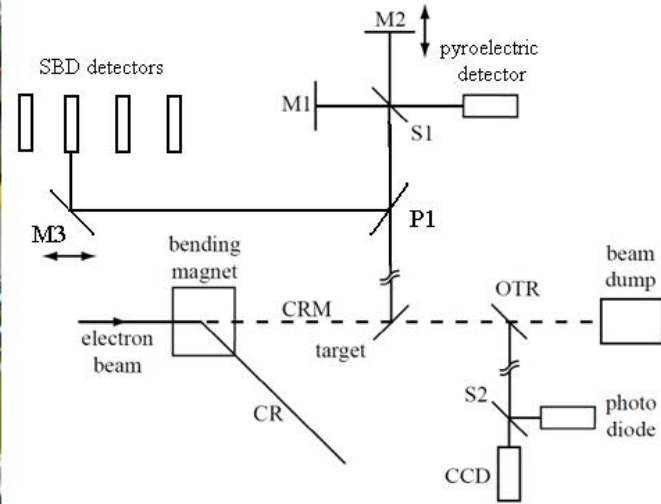 M2
SBD detectors
pyroelectric
detector
M1
S1
M3
P1
bending
magnet
beam
dump
OTR
CRM
electron
beam
target
S2
photo
diode
CR
CCD